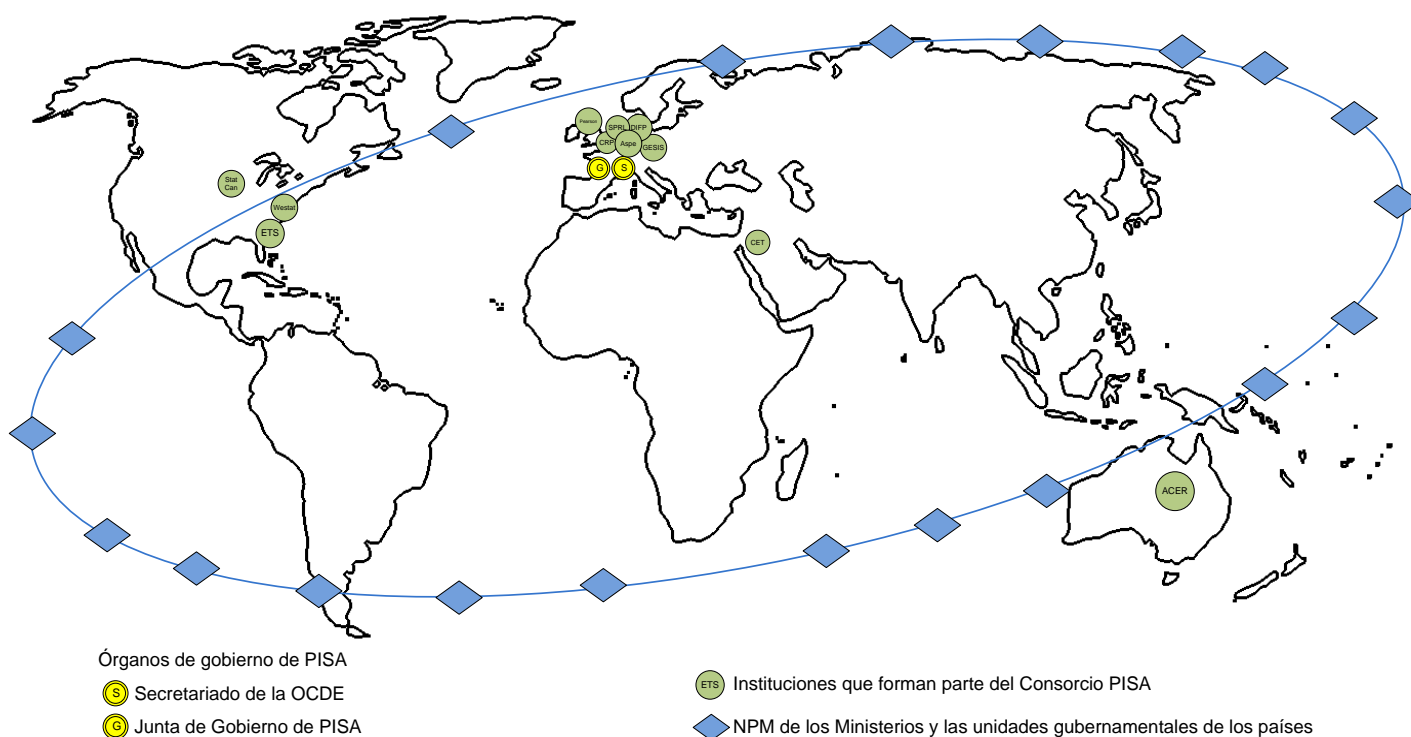 Pearson
SPRL
DIFP
CRP
Aspe
GESIS
G
S
Stat
Can
Westat
ETS
CET
ACER
Órganos de gobierno de PISA
S Secretariado de la OCDE
G Junta de Gobierno de PISA
ETS Instituciones que forman parte del Consorcio PISA
NPM de los Ministerios y las unidades gubernamentales de los países